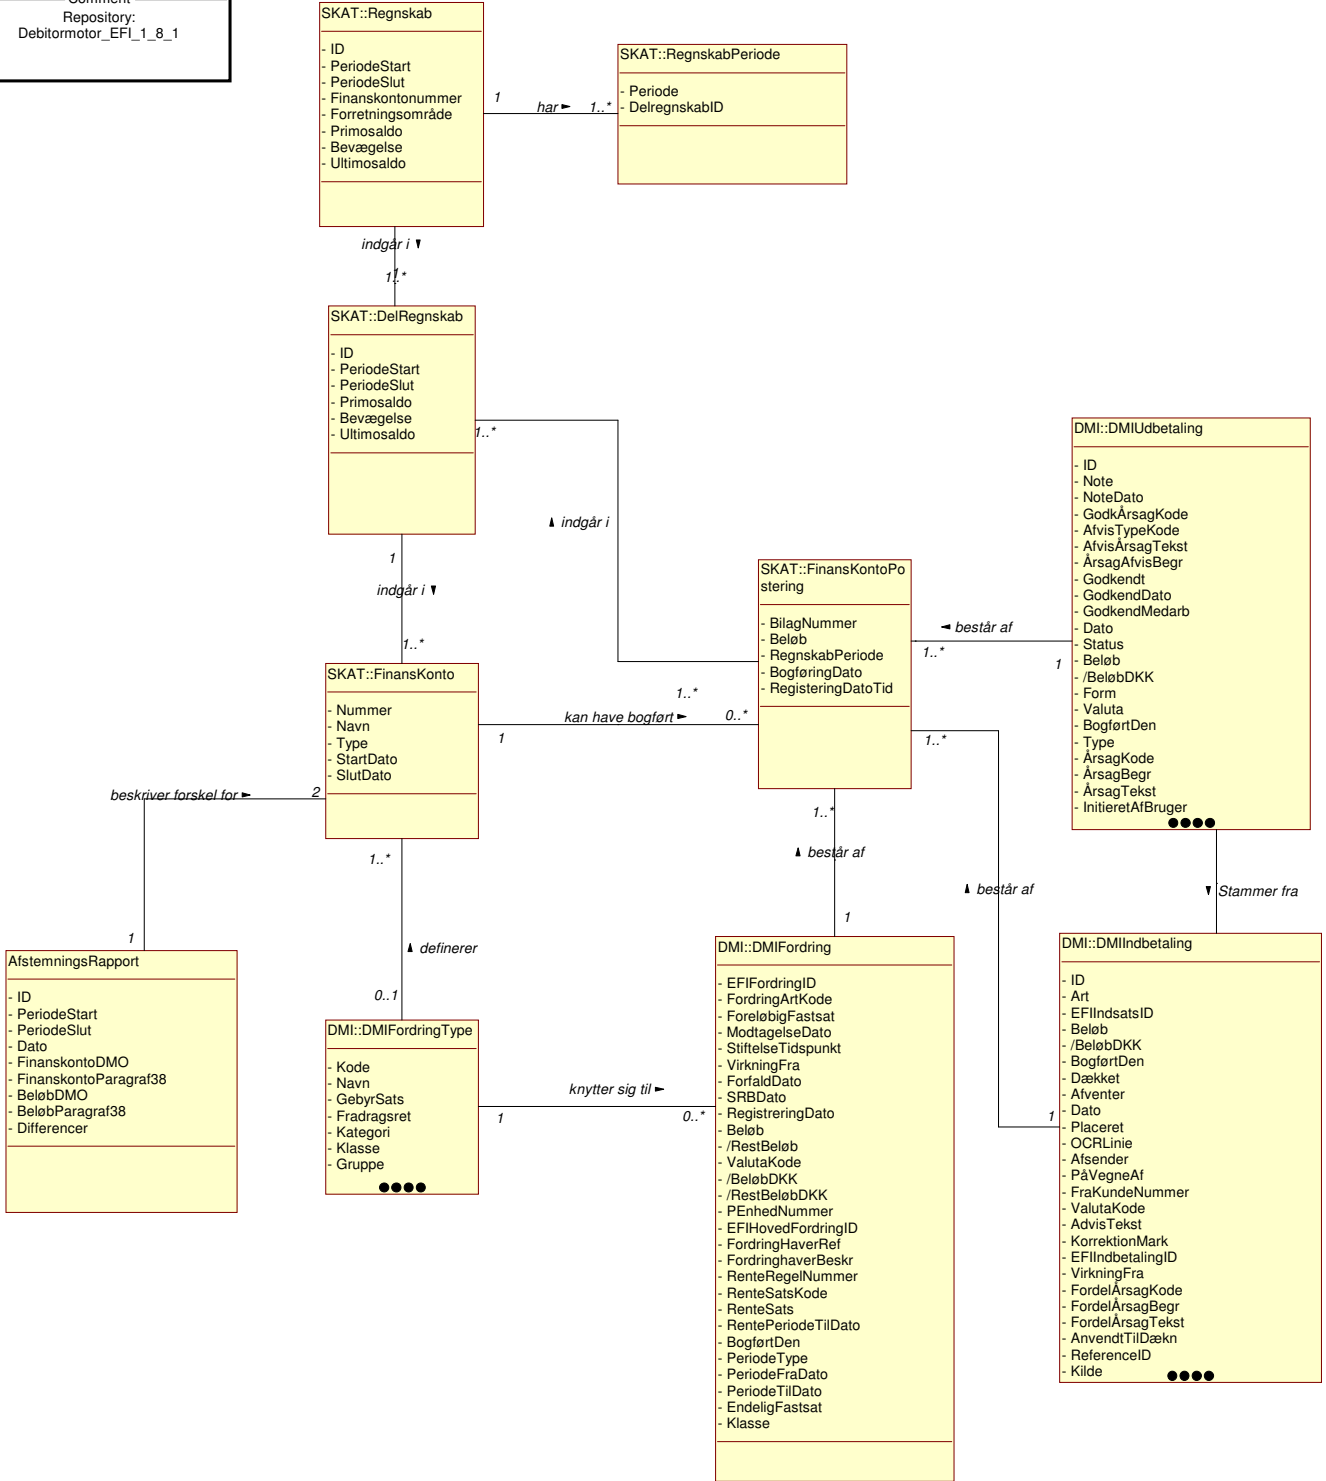 Comment
Repository:
Debitormotor_EFI_1_8_1
SKAT::Regnskab
- ID
- PeriodeStart
- PeriodeSlut
- Finanskontonummer
- Forretningsområde
- Primosaldo
- Bevægelse
- Ultimosaldo
1
har ►
1..*
SKAT::RegnskabPeriode
- Periode
- DelregnskabID
indgår i ▼
1
1..*
SKAT::DelRegnskab
- ID
- PeriodeStart
- PeriodeSlut
- Primosaldo
- Bevægelse
- Ultimosaldo
1..*
▲ indgår i
1
indgår i ▼
1..*
SKAT::FinansKonto
- Nummer
- Navn
- Type
- StartDato
- SlutDato
1..*
1
kan have bogført ►
0..*
SKAT::FinansKontoPo
stering
- BilagNummer
- Beløb
- RegnskabPeriode
- BogføringDato
- RegisteringDatoTid
◄ består af
1..*
1
DMI::DMIUdbetaling
- ID
- Note
- NoteDato
- GodkÅrsagKode
- AfvisTypeKode
- AfvisÅrsagTekst
- ÅrsagAfvisBegr
- Godkendt
- GodkendDato
- GodkendMedarb
- Dato
- Status
- Beløb
- /BeløbDKK
- Form
- Valuta
- BogførtDen
- Type
- ÅrsagKode
- ÅrsagBegr
- ÅrsagTekst
- InitieretAfBruger
beskriver forskel for ►
2
1
1..*
▲ definerer
0..1
1..*
▲ består af
1
1..*
▲ består af
1
▼ Stammer fra
AfstemningsRapport
- ID
- PeriodeStart
- PeriodeSlut
- Dato
- FinanskontoDMO
- FinanskontoParagraf38
- BeløbDMO
- BeløbParagraf38
- Differencer
DMI::DMIFordringType
- Kode
- Navn
- GebyrSats
- Fradragsret
- Kategori
- Klasse
- Gruppe
1
knytter sig til ►
0..*
DMI::DMIFordring
- EFIFordringID
- FordringArtKode
- ForeløbigFastsat
- ModtagelseDato
- StiftelseTidspunkt
- VirkningFra
- ForfaldDato
- SRBDato
- RegistreringDato
- Beløb
- /RestBeløb
- ValutaKode
- /BeløbDKK
- /RestBeløbDKK
- PEnhedNummer
- EFIHovedFordringID
- FordringHaverRef
- FordringhaverBeskr
- RenteRegelNummer
- RenteSatsKode
- RenteSats
- RentePeriodeTilDato
- BogførtDen
- PeriodeType
- PeriodeFraDato
- PeriodeTilDato
- EndeligFastsat
- Klasse
DMI::DMIIndbetaling
- ID
- Art
- EFIIndsatsID
- Beløb
- /BeløbDKK
- BogførtDen
- Dækket
- Afventer
- Dato
- Placeret
- OCRLinie
- Afsender
- PåVegneAf
- FraKundeNummer
- ValutaKode
- AdvisTekst
- KorrektionMark
- EFIIndbetalingID
- VirkningFra
- FordelÅrsagKode
- FordelÅrsagBegr
- FordelÅrsagTekst
- AnvendtTilDækn
- ReferenceID
- Kilde